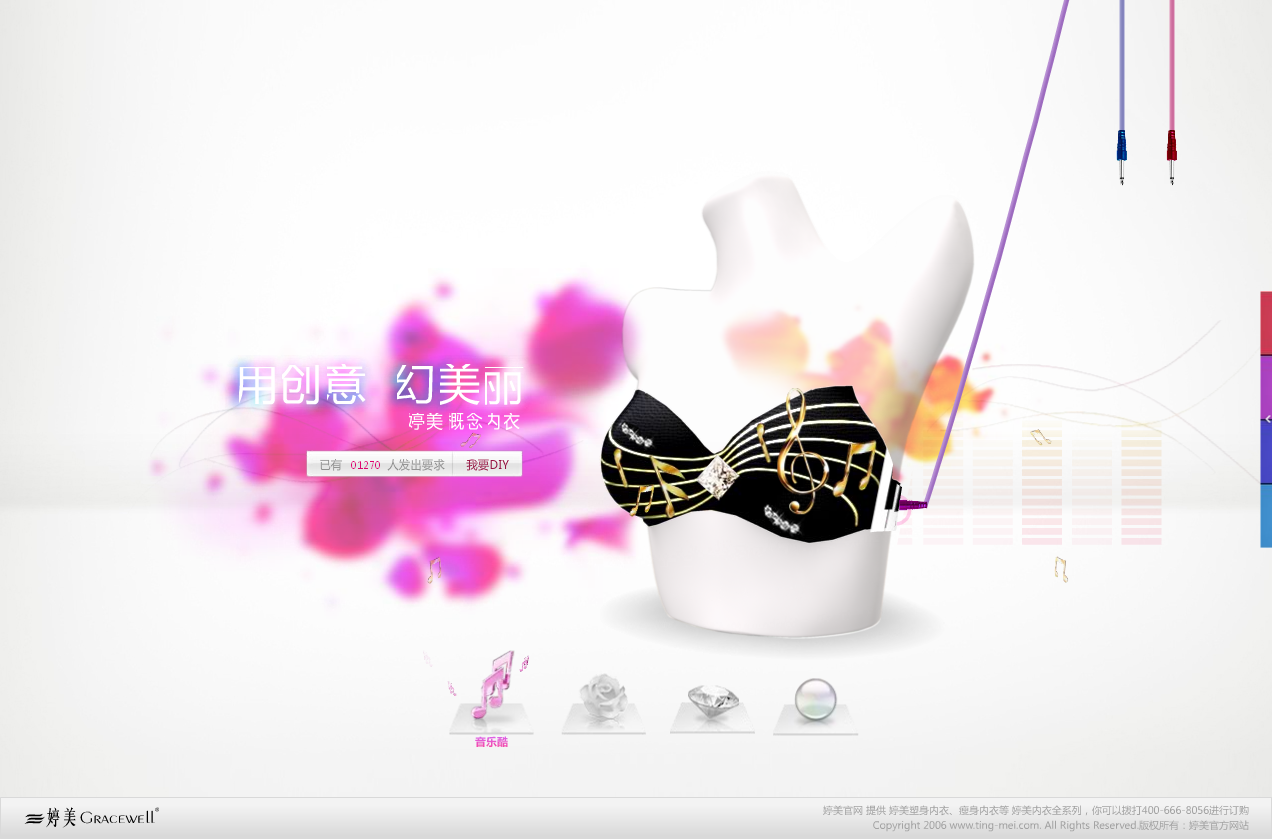 用创意 幻美丽
婷美 概念内衣
已有 01270 人发出要求 我要DIY
音乐酷
婷美 GRACEWELL®
婷美官网 提供 婷美塑身内衣、瘦身内衣等 婷美内衣全系列，你可以拨打400-666-8056进行订购
Copyright 2006 www.ting-mei.com. All Rights Reserved.版权所有：婷美官方网站